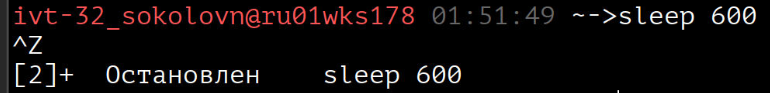 ivt-32_sokolovn@ru01wks178 01:51:49 ~->sleep 600
^Z
[2]+  Остановлен    sleep 600